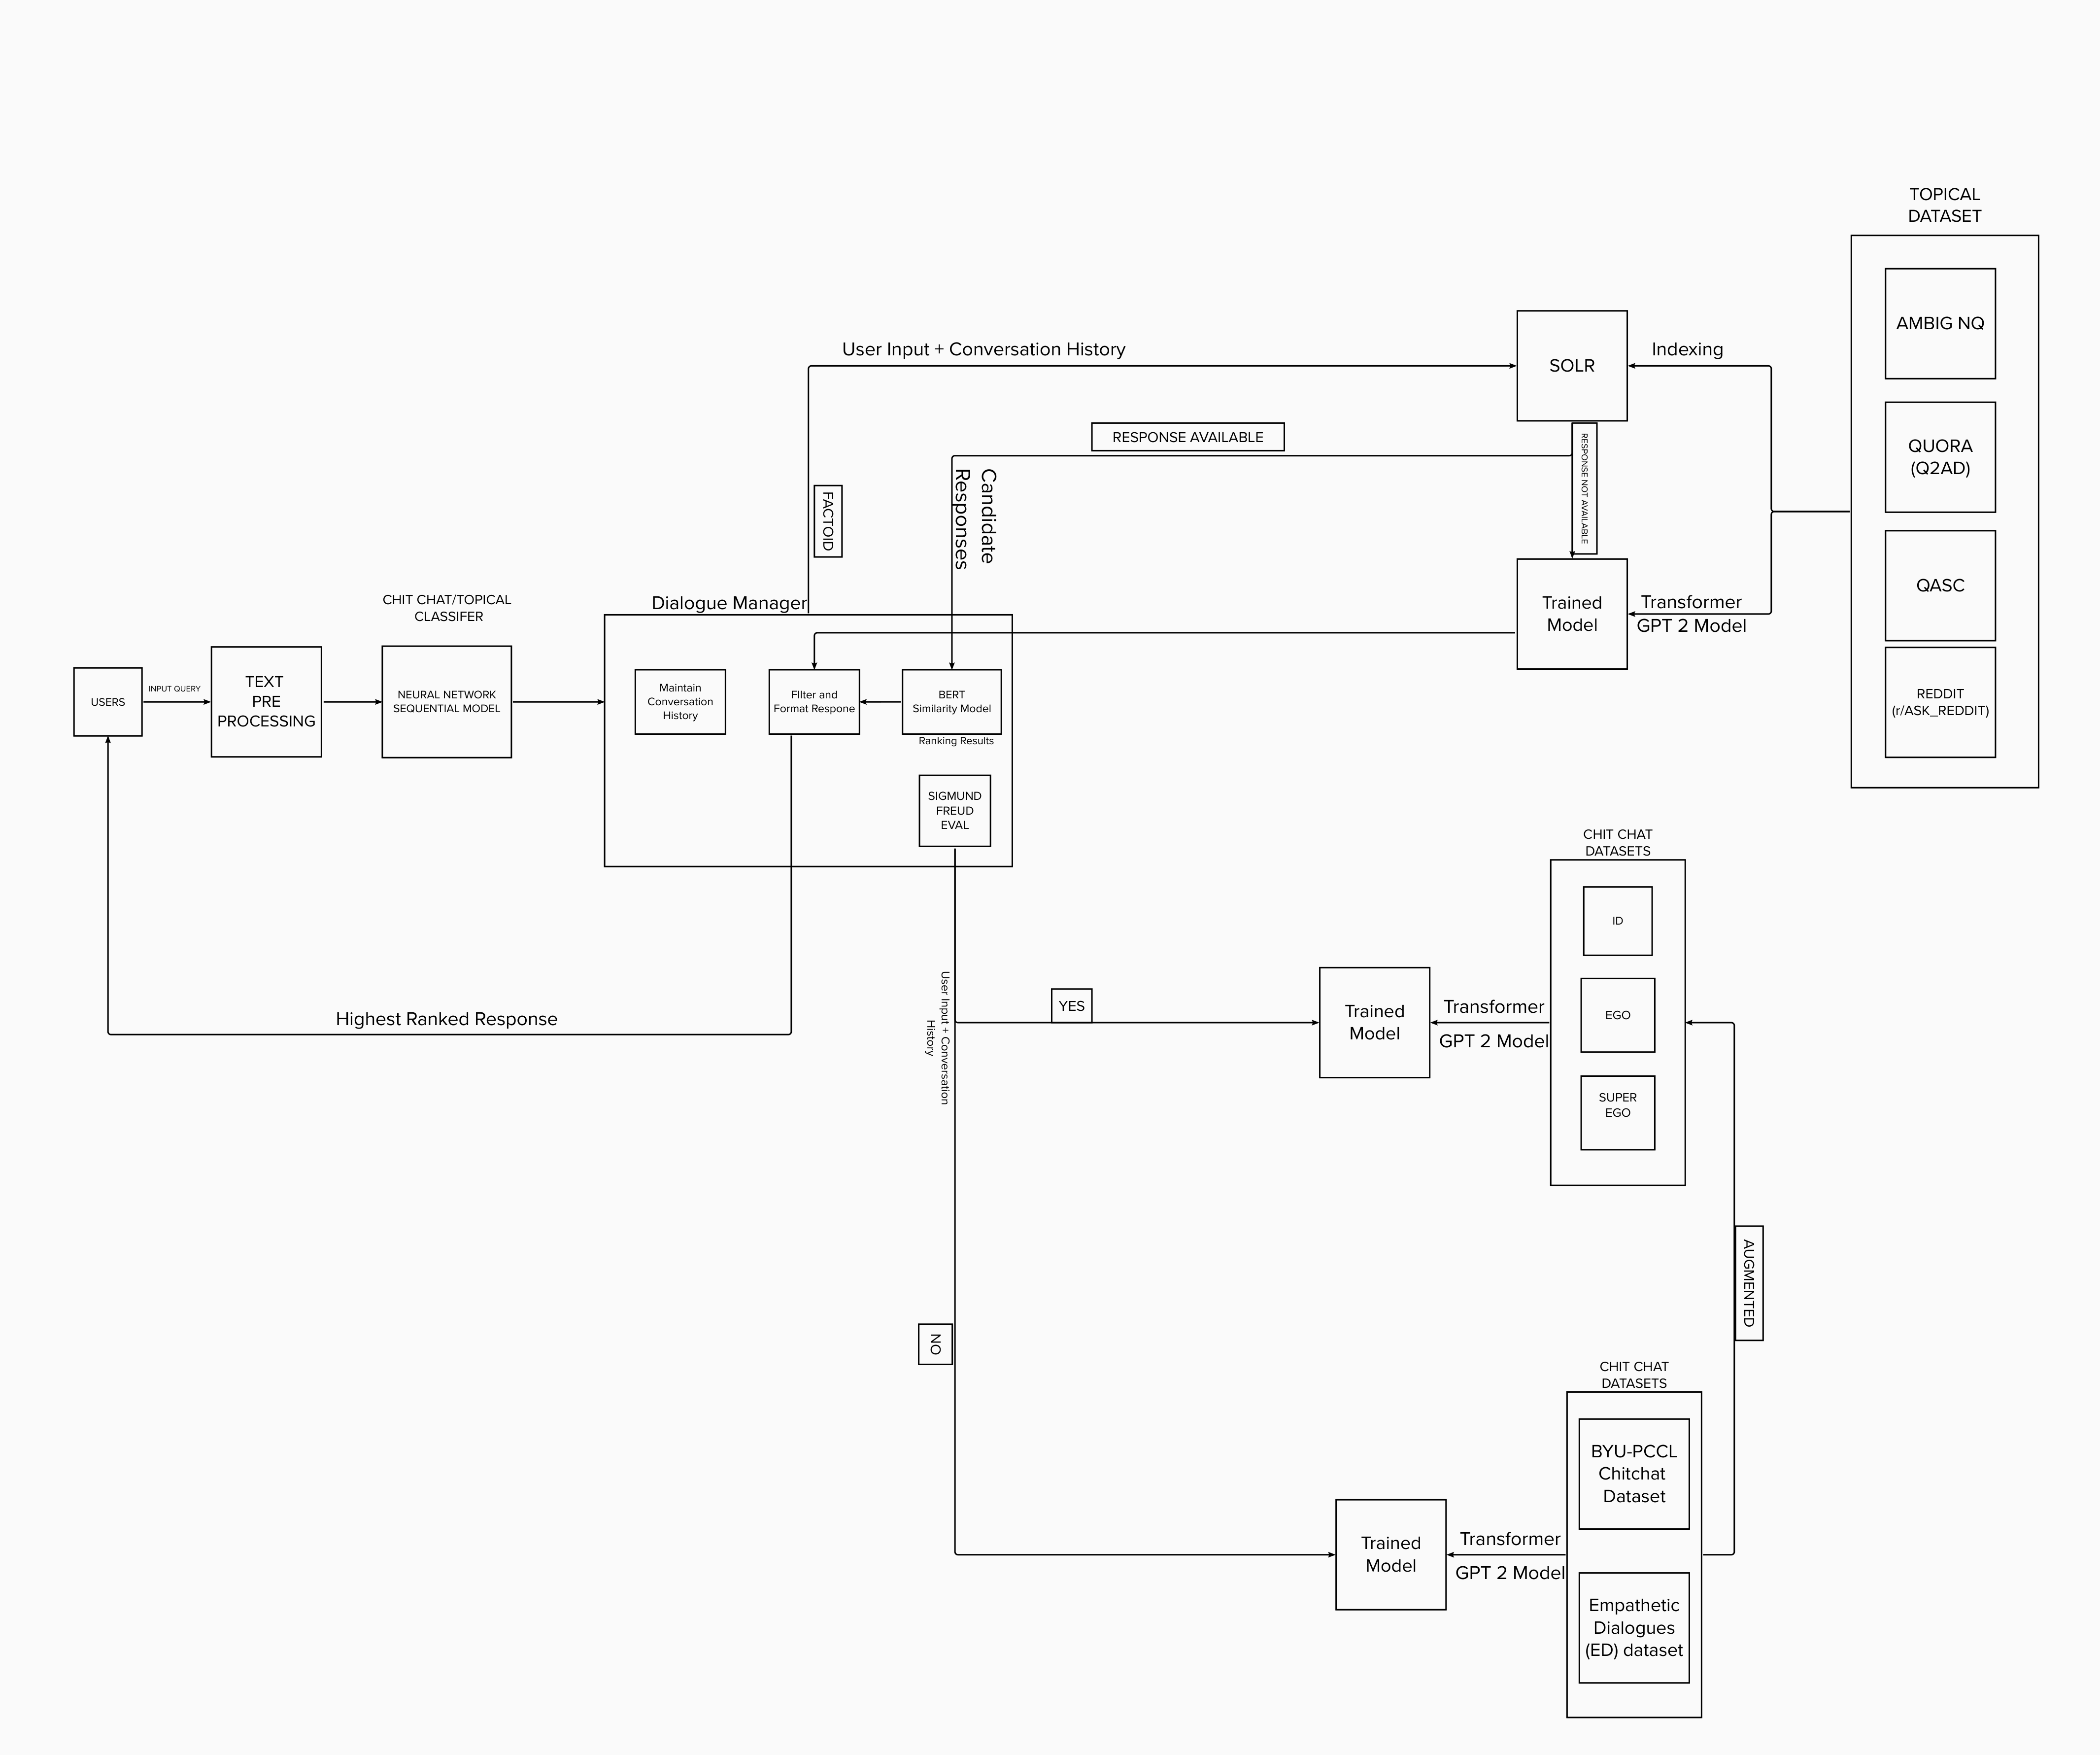 TOPICAL
DATASET
AMBIG NQ
QUORA
(Q2AD)
QASC
REDDIT
(r/ASK_REDDIT)
SOLR
Indexing
User Input + Conversation History
RESPONSE AVAILABLE
RESPONSE NOT AVAILABLE
Candidate
Responses
FACTOID
Trained
Model
Transformer
GPT 2 Model
Dialogue Manager
CHIT CHAT/TOPICAL
CLASSIFER
USERS
INPUT QUERY
TEXT
PRE
PROCESSING
NEURAL NETWORK
SEQUENTIAL MODEL
Maintain
Conversation
History
FIlter and
Format Respone
BERT
Similarity Model
Ranking Results
SIGMUND
FREUD
EVAL
Highest Ranked Response
User Input + Conversation
History
YES
Trained
Model
Transformer
GPT 2 Model
CHIT CHAT
DATASETS
ID
EGO
SUPER
EGO
AUGMENTED
NO
Trained
Model
Transformer
GPT 2 Model
CHIT CHAT
DATASETS
BYU-PCCL
Chitchat
Dataset
Empathetic
Dialogues
(ED) dataset